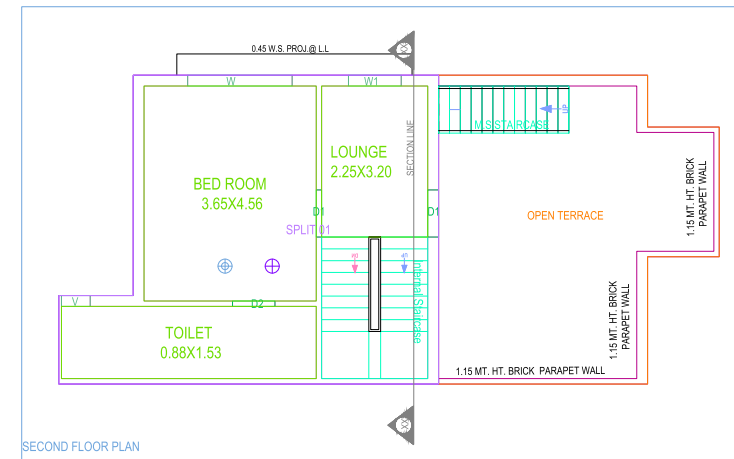 0.45 W.S. PROJ.@ L.L
XX'
W
W1
M.S STAIRCASE
UP
SECTION LINE
LOUNGE
2.25X3.20
BED ROOM
3.65X4.56
1.15 MT. HT. BRICK
PARAPET WALL
D1
D1
OPEN TERRACE
SPLIT 01
Internal Staircase
V
D2
TOILET
0.88X1.53
1.15 MT. HT. BRICK
PARAPET WALL
1.15 MT. HT. BRICK PARAPET WALL
SECOND FLOOR PLAN